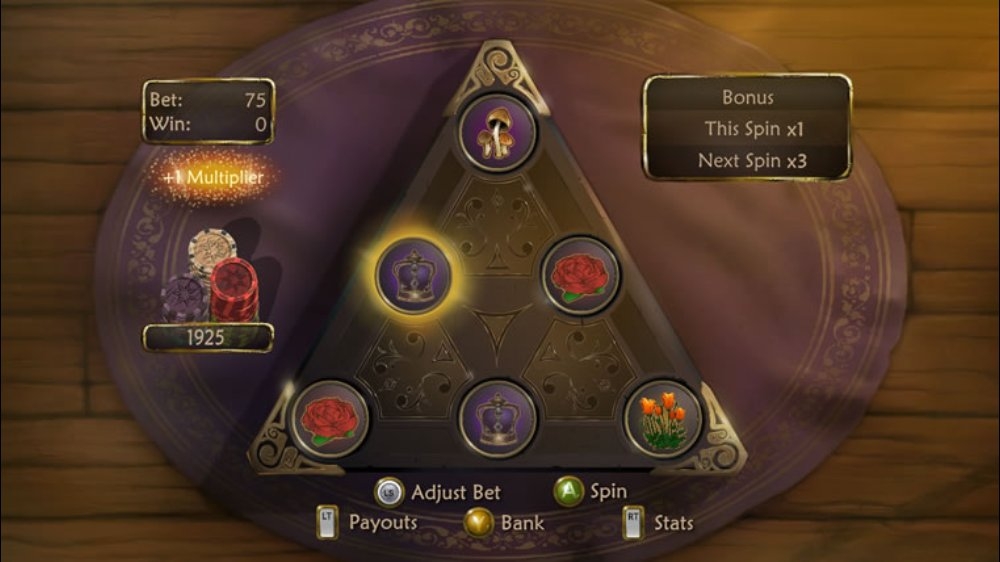 Bet: 75
Win: 0
+1 Multiplier
Bonus
This Spin x1
Next Spin x3
1925
LS Adjust Bet
A Spin
LT Payouts
Y Bank
RT Stats